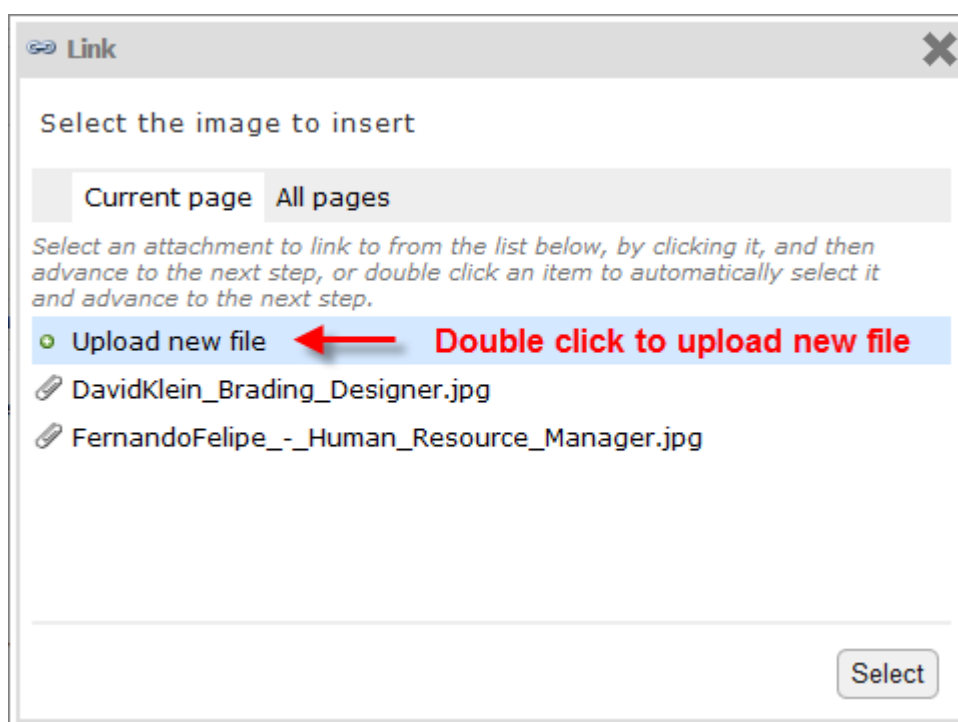 Link
Select the image to insert
Current page All pages
Select an attachment to link to from the list below, by clicking it, and then
advance to the next step, or double click an item to automatically select it
and advance to the next step.
Upload new file Double click to upload new file
DavidKlein_Brading_Designer.jpg
FernandoFelipe_-_Human_Resource_Manager.jpg
Select